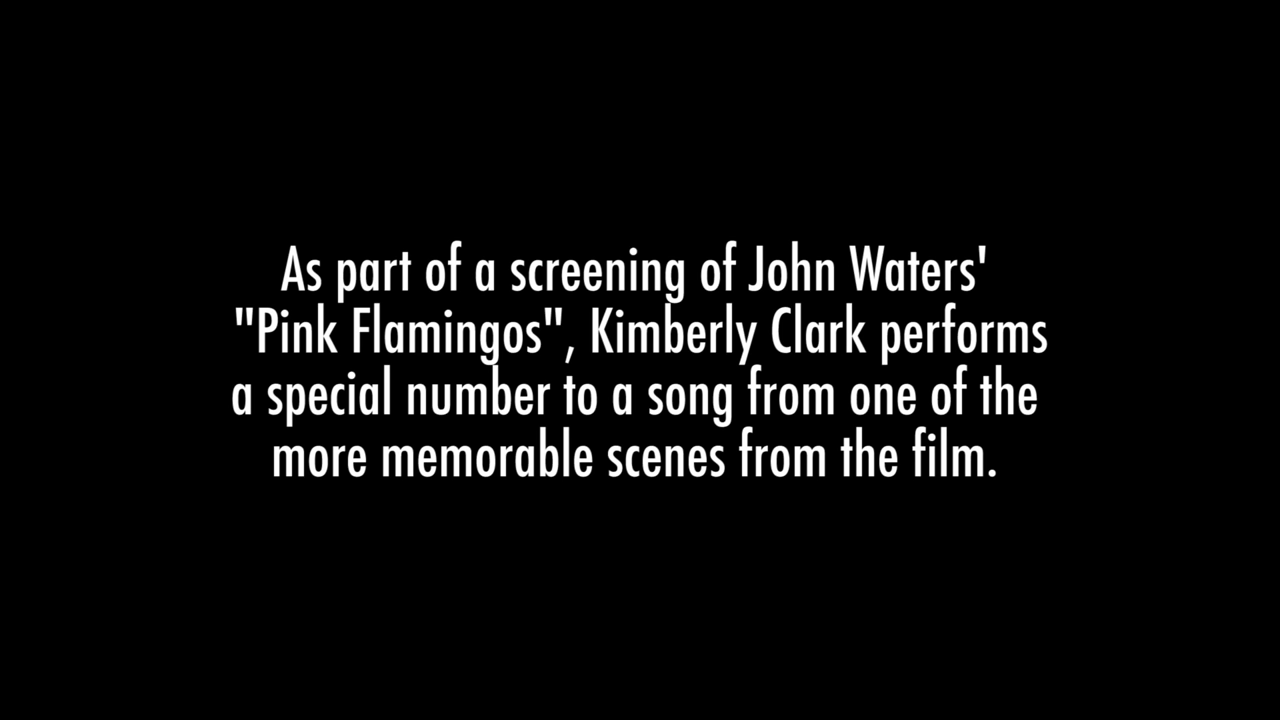 As part of a screening of John Waters'
"Pink Flamingos", Kimberly Clark performs
a special number to a song from one of the
more memorable scenes from the film.